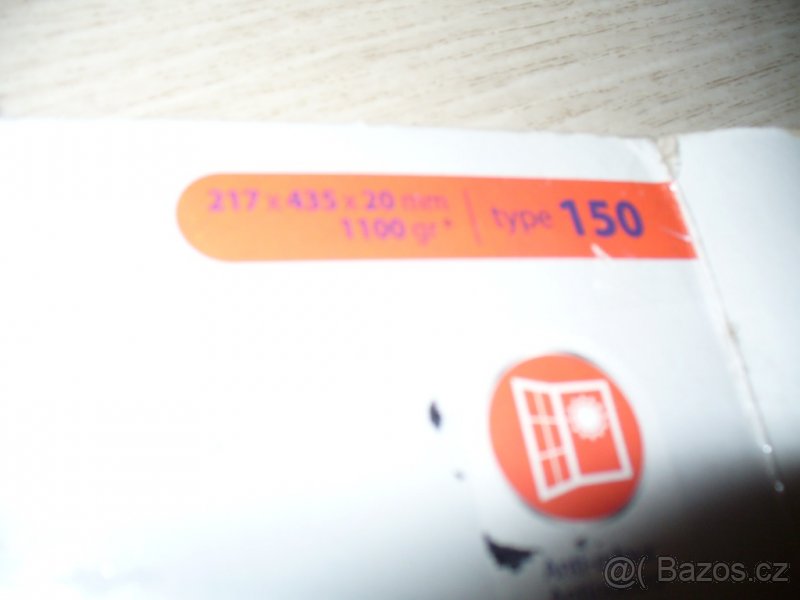 217 x 435 x 20 mm
1100 gr* | type 150
@( Bazos.cz